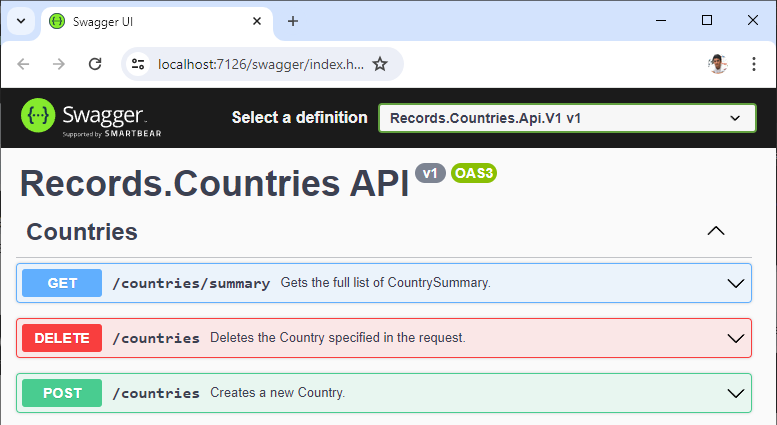 Swagger UI
localhost:7126/swagger/index.h...
Swagger
Supported by SMARTBEAR
Select a definition
Records.Countries.Api.V1 v1
Records.Countries API v1 OAS3
Countries
GET /countries/summary Gets the full list of CountrySummary.
DELETE /countries Deletes the Country specified in the request.
POST /countries Creates a new Country.